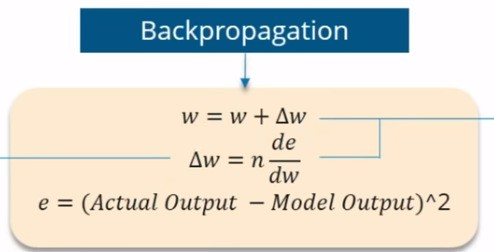 Backpropagation
w = w + Δw
Δw = n de/dw
e = (Actual Output − Model Output)^2